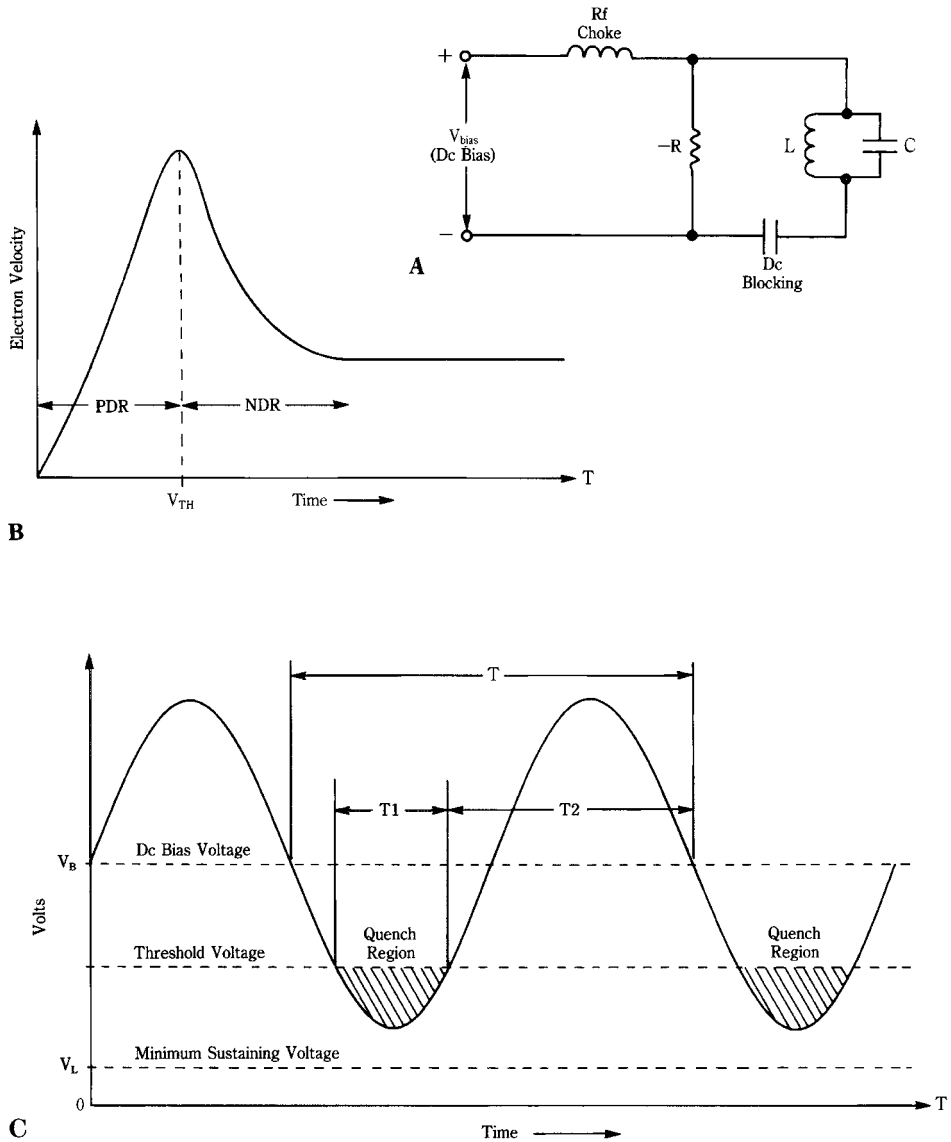 Rf
Choke
+
V_bias
(Dc Bias)
−R
L
C
−
Dc
Blocking
A
Electron Velocity
PDR
NDR
T
V_TH
Time
B
T
T1
T2
V_B
Dc Bias Voltage
Volts
Threshold Voltage
Quench
Region
Quench
Region
V_L
Minimum Sustaining Voltage
0
T
C
Time